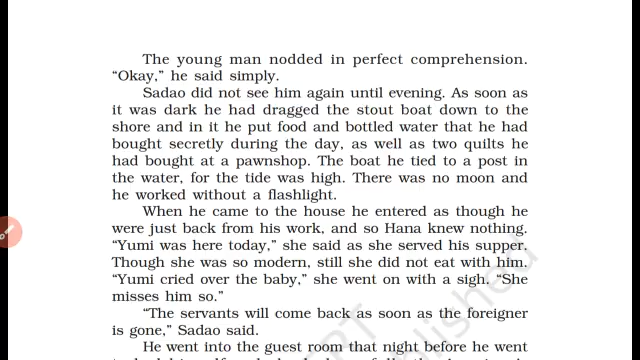 The young man nodded in perfect comprehension.
“Okay,” he said simply.
Sadao did not see him again until evening. As soon
as it was dark he had dragged the stout boat down to the
shore and in it he put food and bottled water that he had
bought secretly during the day, as well as two quilts he
had bought at a pawnshop. The boat he tied to a post in
the water, for the tide was high. There was no moon and
he worked without a flashlight.
When he came to the house he entered as though he
were just back from his work, and so Hana knew nothing.
“Yumi was here today,” she said as she served his supper.
Though she was so modern, still she did not eat with him.
“Yumi cried over the baby,” she went on with a sigh. “She
misses him so.”
“The servants will come back as soon as the foreigner
is gone,” Sadao said.
He went into the guest room that night before he went